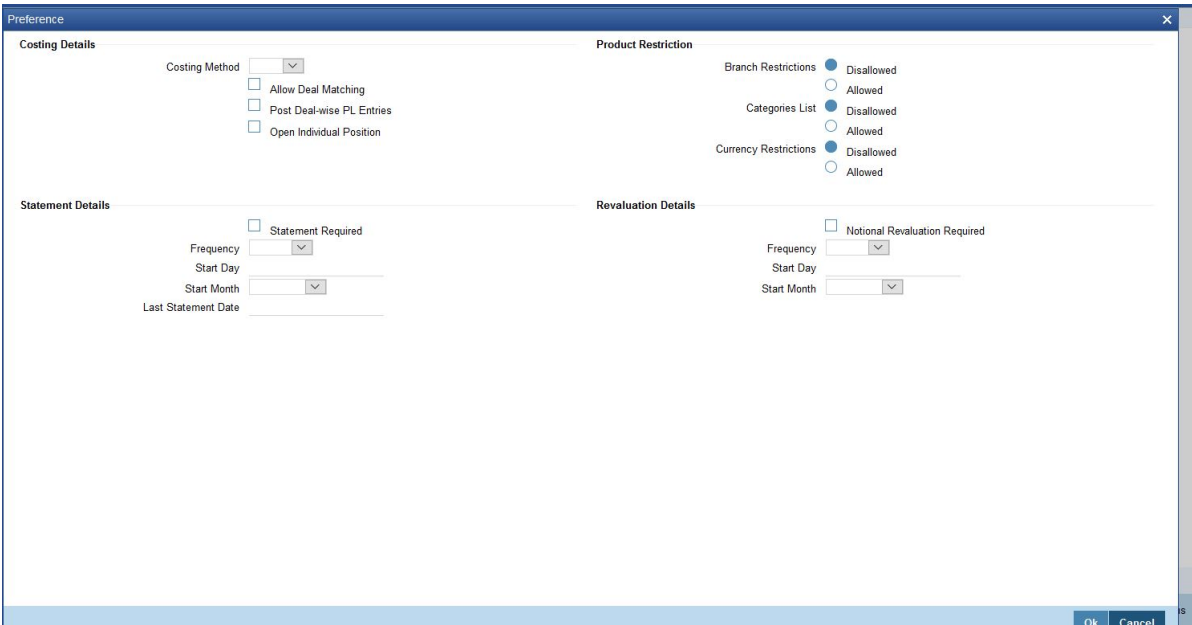 Preference
Costing Details
Costing Method
Allow Deal Matching
Post Deal-wise PL Entries
Open Individual Position
Product Restriction
Branch Restrictions Disallowed
Allowed
Categories List Disallowed
Allowed
Currency Restrictions Disallowed
Allowed
Statement Details
Statement Required
Frequency
Start Day
Start Month
Last Statement Date
Revaluation Details
Notional Revaluation Required
Frequency
Start Day
Start Month
Ok Cancel